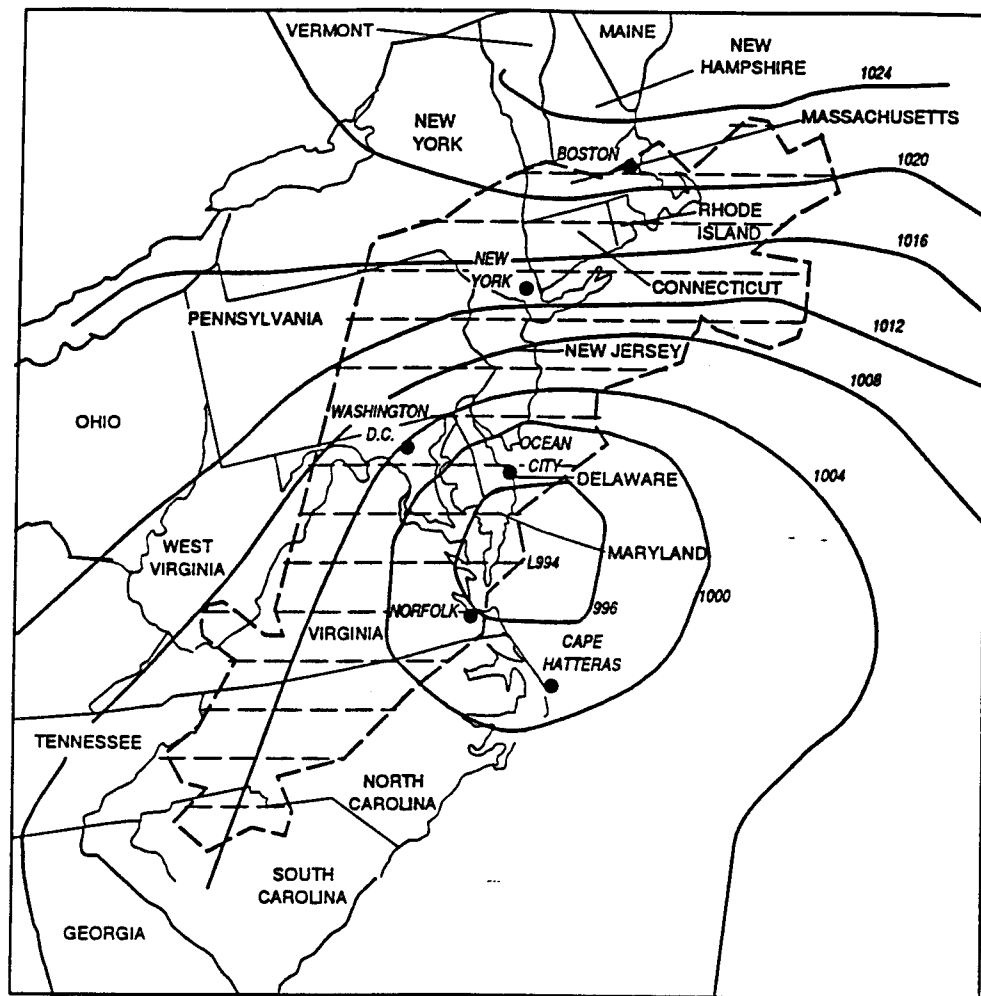 VERMONT
MAINE
NEW
HAMPSHIRE
1024
MASSACHUSETTS
NEW
YORK
BOSTON
1020
RHODE
ISLAND
1016
NEW
YORK
CONNECTICUT
PENNSYLVANIA
1012
NEW JERSEY
1008
OHIO
WASHINGTON
D.C.
OCEAN
CITY
DELAWARE
1004
WEST
VIRGINIA
MARYLAND
L994
996
1000
NORFOLK
VIRGINIA
CAPE
HATTERAS
TENNESSEE
NORTH
CAROLINA
SOUTH
CAROLINA
GEORGIA